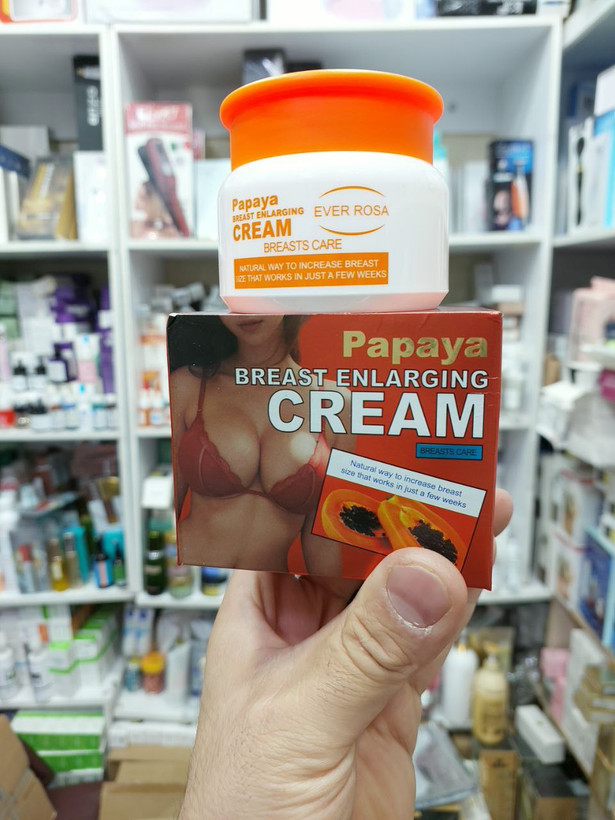 Papaya
BREAST ENLARGING
CREAM
EVER ROSA
BREASTS CARE
NATURAL WAY TO INCREASE BREAST
SIZE THAT WORKS IN JUST A FEW WEEKS
Papaya
BREAST ENLARGING
CREAM
BREASTS CARE
Natural way to increase breast
size that works in just a few weeks